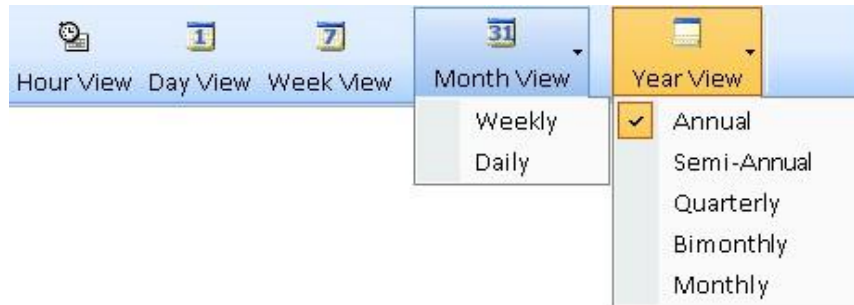 1 7 31
Hour View Day View Week View Month View Year View
Weekly
Daily
Annual
Semi-Annual
Quarterly
Bimonthly
Monthly